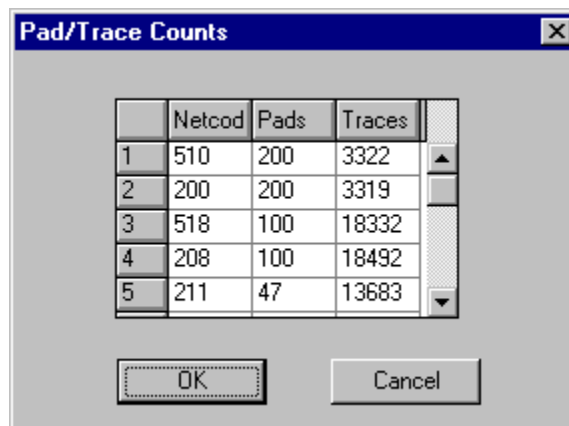 Pad/Trace Counts
Netcod Pads Traces
1 510 200 3322
2 200 200 3319
3 518 100 18332
4 208 100 18492
5 211 47 13683
OK Cancel